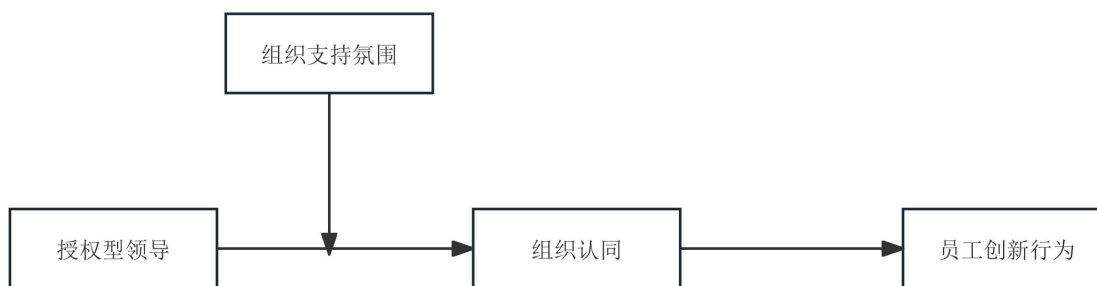 组织支持氛围
授权型领导
组织认同
员工创新行为